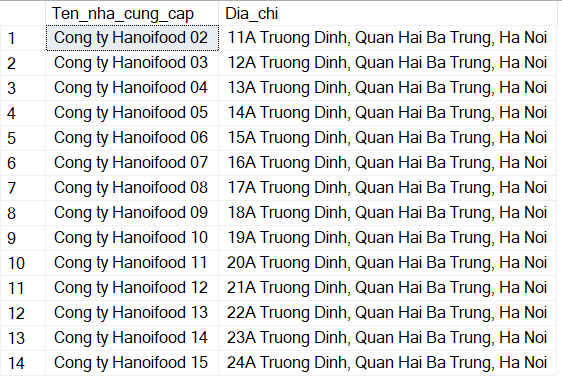 Ten_nha_cung_cap Dia_chi
1 Cong ty Hanoifood 02 11A Truong Dinh, Quan Hai Ba Trung, Ha Noi
2 Cong ty Hanoifood 03 12A Truong Dinh, Quan Hai Ba Trung, Ha Noi
3 Cong ty Hanoifood 04 13A Truong Dinh, Quan Hai Ba Trung, Ha Noi
4 Cong ty Hanoifood 05 14A Truong Dinh, Quan Hai Ba Trung, Ha Noi
5 Cong ty Hanoifood 06 15A Truong Dinh, Quan Hai Ba Trung, Ha Noi
6 Cong ty Hanoifood 07 16A Truong Dinh, Quan Hai Ba Trung, Ha Noi
7 Cong ty Hanoifood 08 17A Truong Dinh, Quan Hai Ba Trung, Ha Noi
8 Cong ty Hanoifood 09 18A Truong Dinh, Quan Hai Ba Trung, Ha Noi
9 Cong ty Hanoifood 10 19A Truong Dinh, Quan Hai Ba Trung, Ha Noi
10 Cong ty Hanoifood 11 20A Truong Dinh, Quan Hai Ba Trung, Ha Noi
11 Cong ty Hanoifood 12 21A Truong Dinh, Quan Hai Ba Trung, Ha Noi
12 Cong ty Hanoifood 13 22A Truong Dinh, Quan Hai Ba Trung, Ha Noi
13 Cong ty Hanoifood 14 23A Truong Dinh, Quan Hai Ba Trung, Ha Noi
14 Cong ty Hanoifood 15 24A Truong Dinh, Quan Hai Ba Trung, Ha Noi